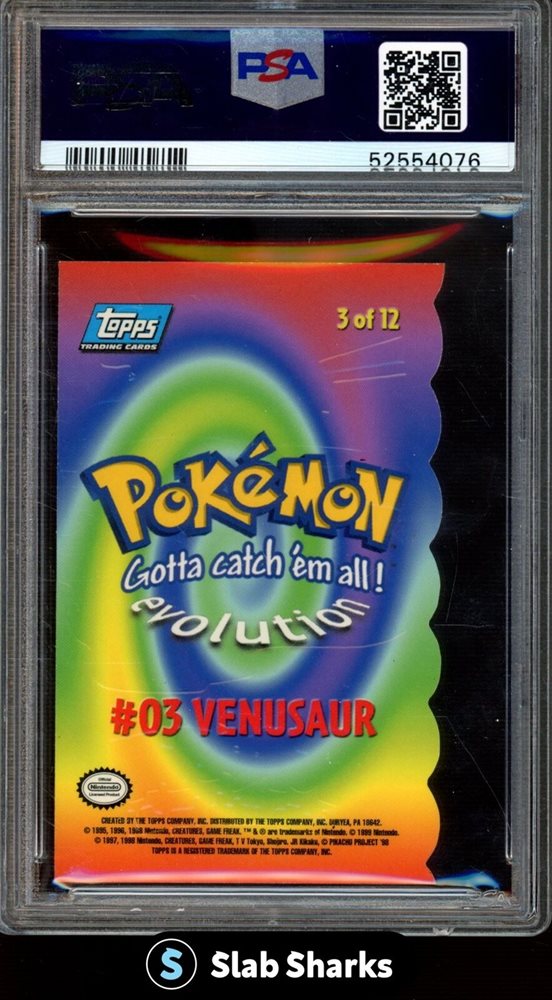 PSA
52554076
topps
TRADING CARDS
3 of 12
POKéMON
Gotta catch 'em all!
evolution
#03 VENUSAUR
Official
Nintendo
Licensed Product
CREATED BY THE TOPPS COMPANY, INC. DISTRIBUTED BY THE TOPPS COMPANY, INC. DURYEA, PA 18642.
© 1995, 1996, 1998 Nintendo, CREATURES, GAME FREAK. ™ & ® are trademarks of Nintendo. © 1999 Nintendo.
© 1997, 1998 Nintendo, CREATURES, GAME FREAK, T V Tokyo, Shojro. JR Kikaku, © PIKACHU PROJECT '98
TOPPS IS A REGISTERED TRADEMARK OF THE TOPPS COMPANY, INC.
S Slab Sharks